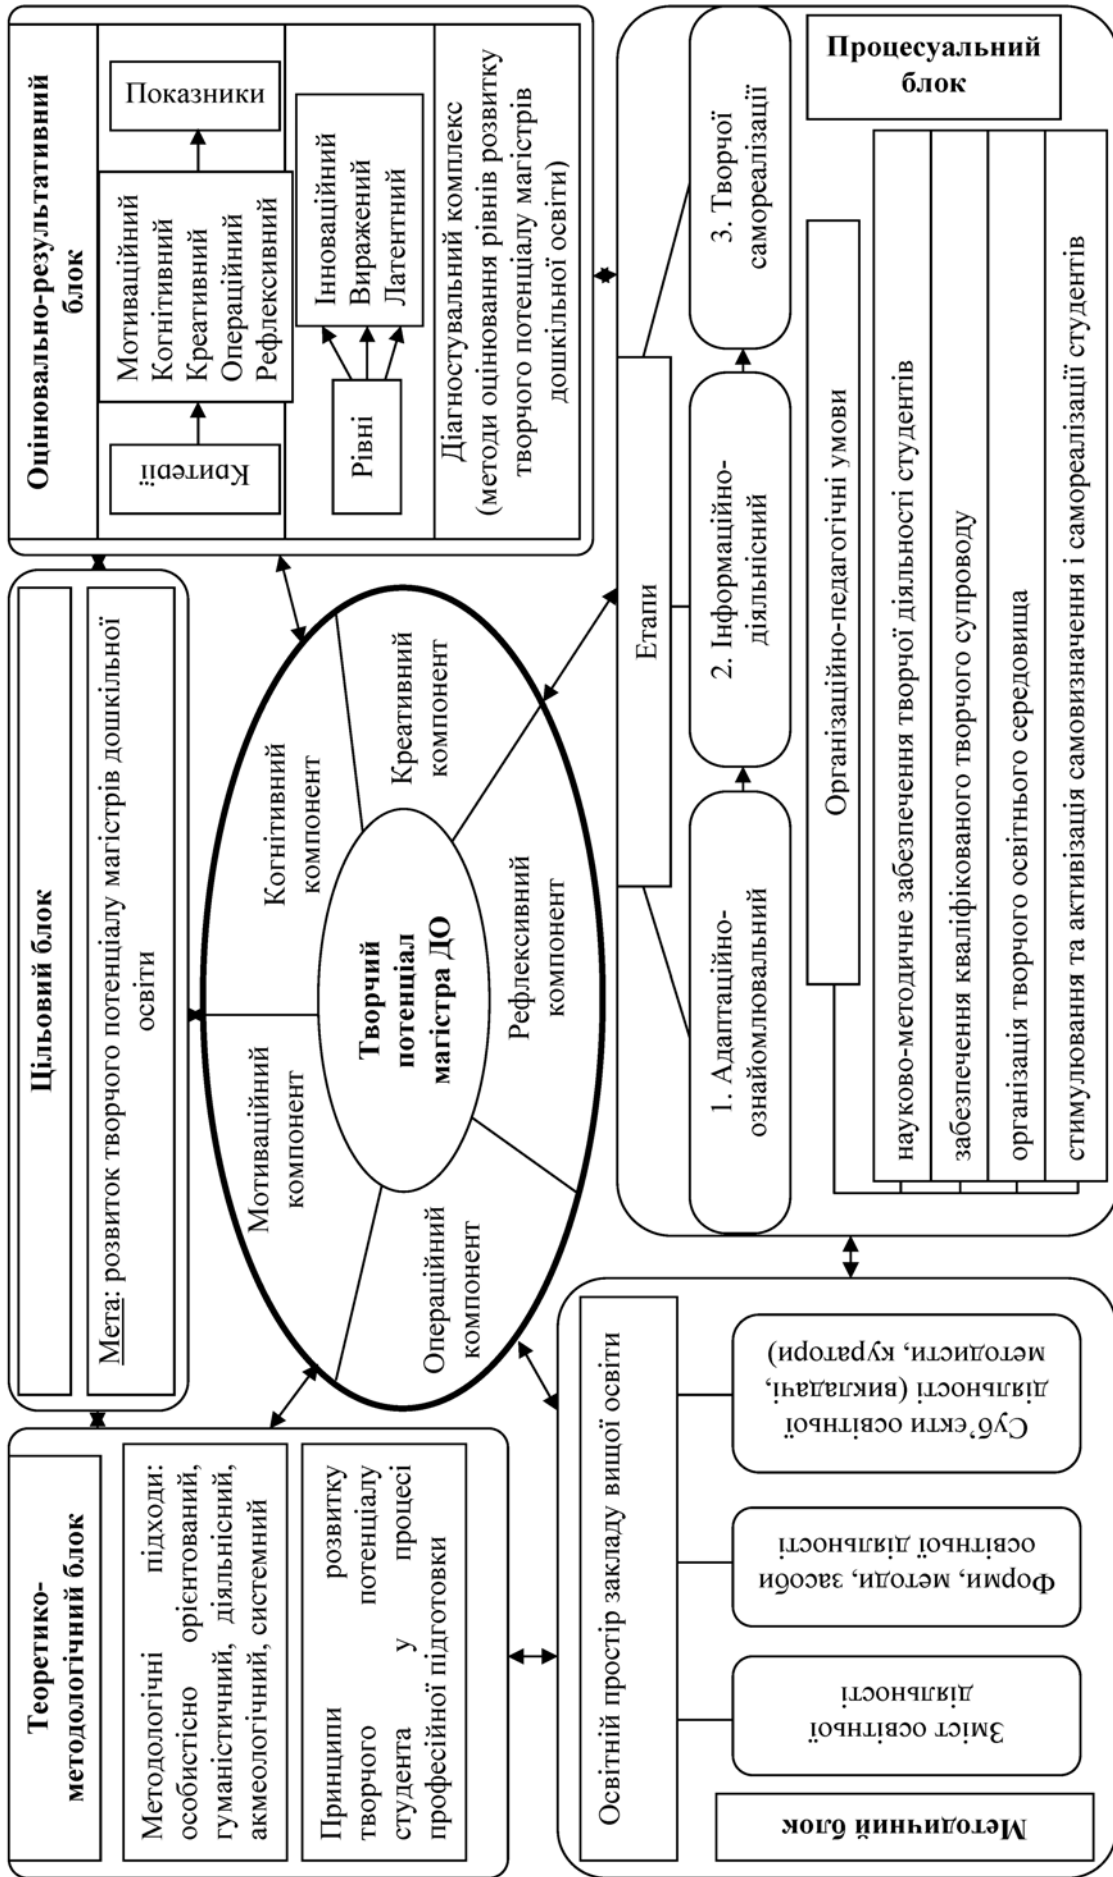 Теоретико-
методологічний блок
Методологічні підходи:
особистісно орієнтований,
гуманістичний, діяльнісний,
акмеологічний, системний
Принципи розвитку
творчого потенціалу
студента у процесі
професійної підготовки
Цільовий блок
Мета: розвиток творчого потенціалу магістрів дошкільної
освіти
Оцінювально-результативний
блок
Критерії
Мотиваційний
Когнітивний
Креативний
Операційний
Рефлексивний
Показники
Рівні
Інноваційний
Виражений
Латентний
Діагностувальний комплекс
(методи оцінювання рівнів розвитку
творчого потенціалу магістрів
дошкільної освіти)
Мотиваційний
компонент
Когнітивний
компонент
Креативний
компонент
Операційний
компонент
Рефлексивний
компонент
Творчий
потенціал
магістра ДО
Освітній простір закладу вищої освіти
Зміст освітньої
діяльності
Форми, методи, засоби
освітньої діяльності
Суб’єкти освітньої
діяльності (викладачі,
методисти, куратори)
Методичний блок
Етапи
1. Адаптаційно-
ознайомлювальний
2. Інформаційно-
діяльнісний
3. Творчої
самореалізації
Організаційно-педагогічні умови
науково-методичне забезпечення творчої діяльності студентів
забезпечення кваліфікованого творчого супроводу
організація творчого освітнього середовища
стимулювання та активізація самовизначення і самореалізації студентів
Процесуальний
блок